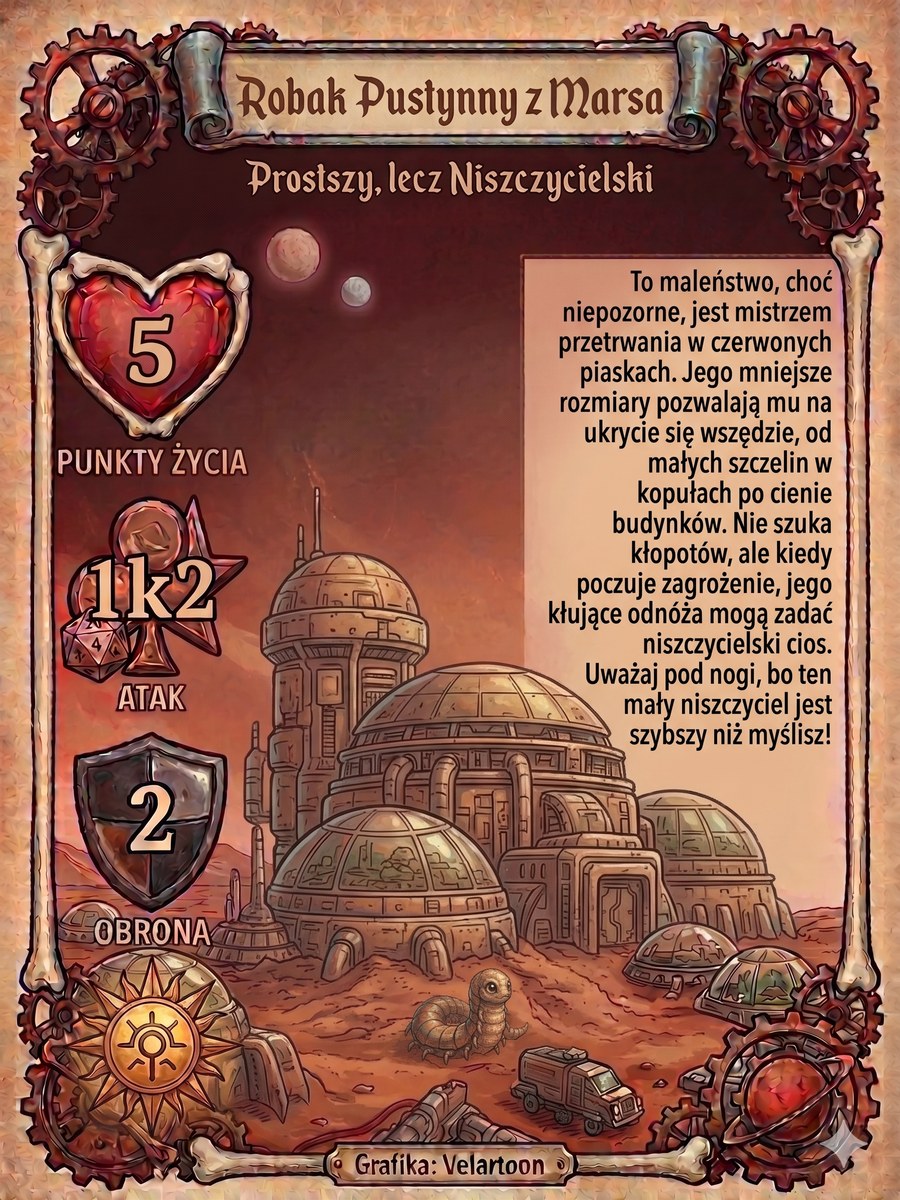 Robak Pustynny z Marsa
Prostszy, lecz Niszczycielski
5
PUNKTY ŻYCIA
1k2
4
ATAK
2
OBRONA
To maleństwo, choć
niepozorne, jest mistrzem
przetrwania w czerwonych
piaskach. Jego mniejsze
rozmiary pozwalają mu na
ukrycie się wszędzie, od
małych szczelin w
kopułach po cienie
budynków. Nie szuka
kłopotów, ale kiedy
poczuje zagrożenie, jego
kłujące odnóża mogą zadać
niszczycielski cios.
Uważaj pod nogi, bo ten
mały niszczyciel jest
szybszy niż myślisz!
Grafika: Velartoon